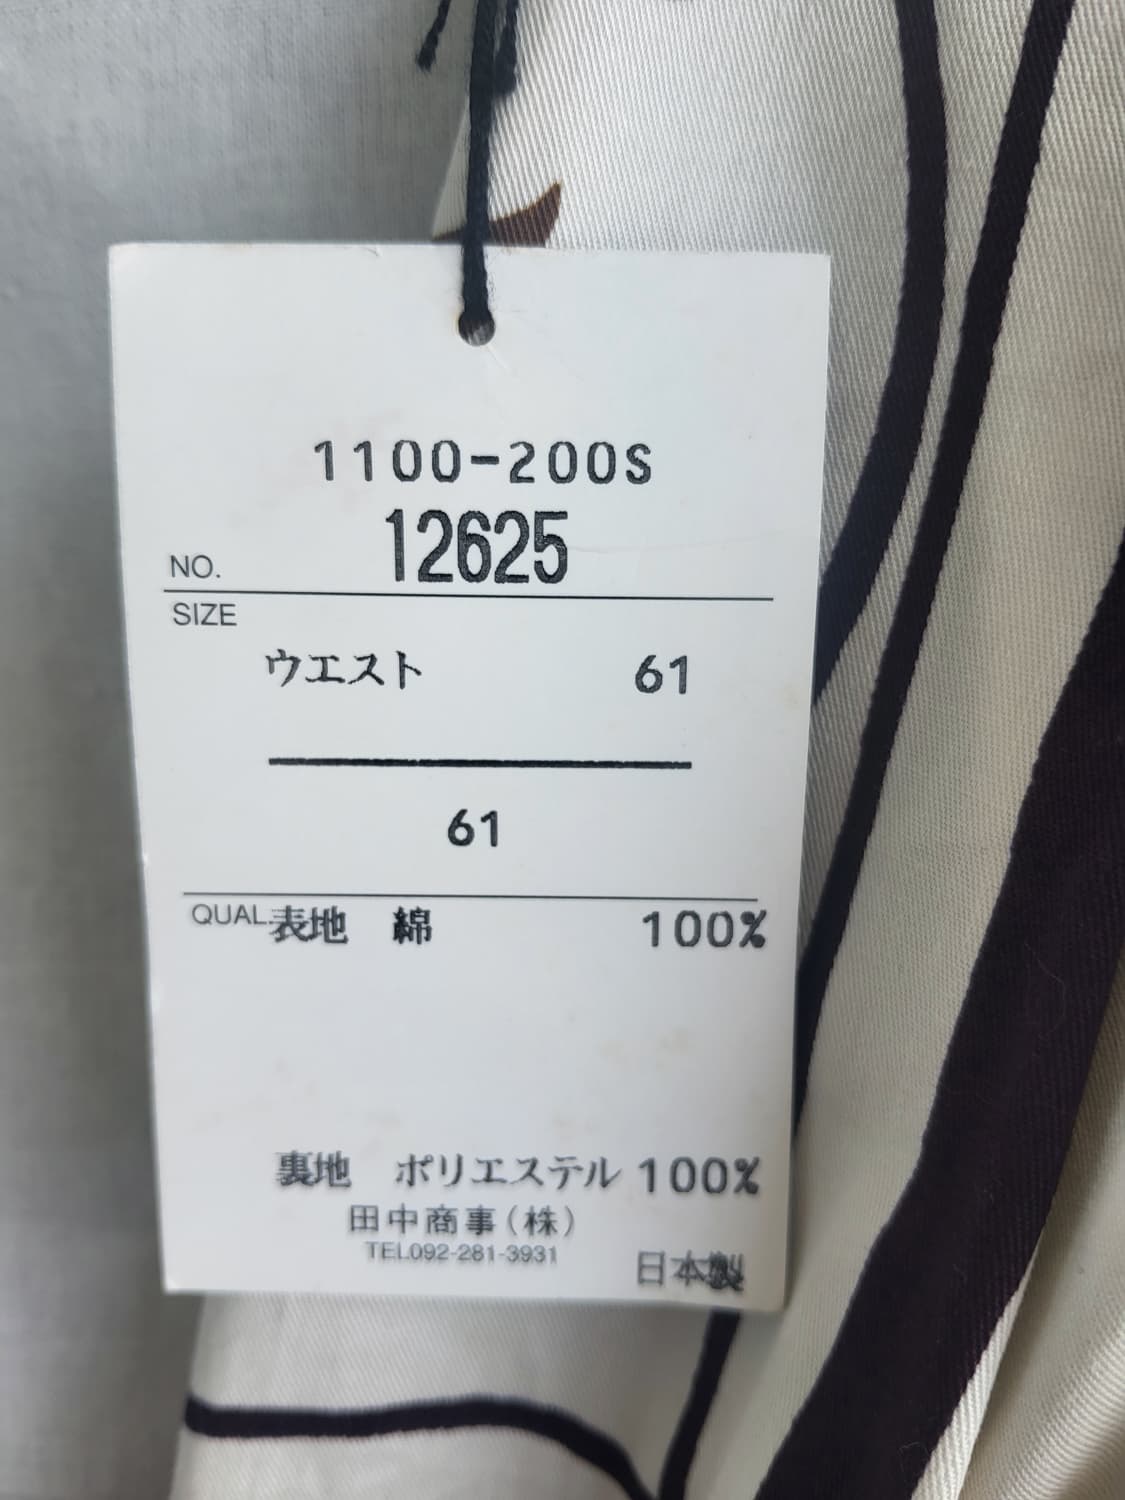 1100-200S
NO. 12625
SIZE
ウエスト 61
61
QUAL. 表地 綿 100%
裏地 ポリエステル 100%
田中商事(株)
TEL092-281-3931
日本製